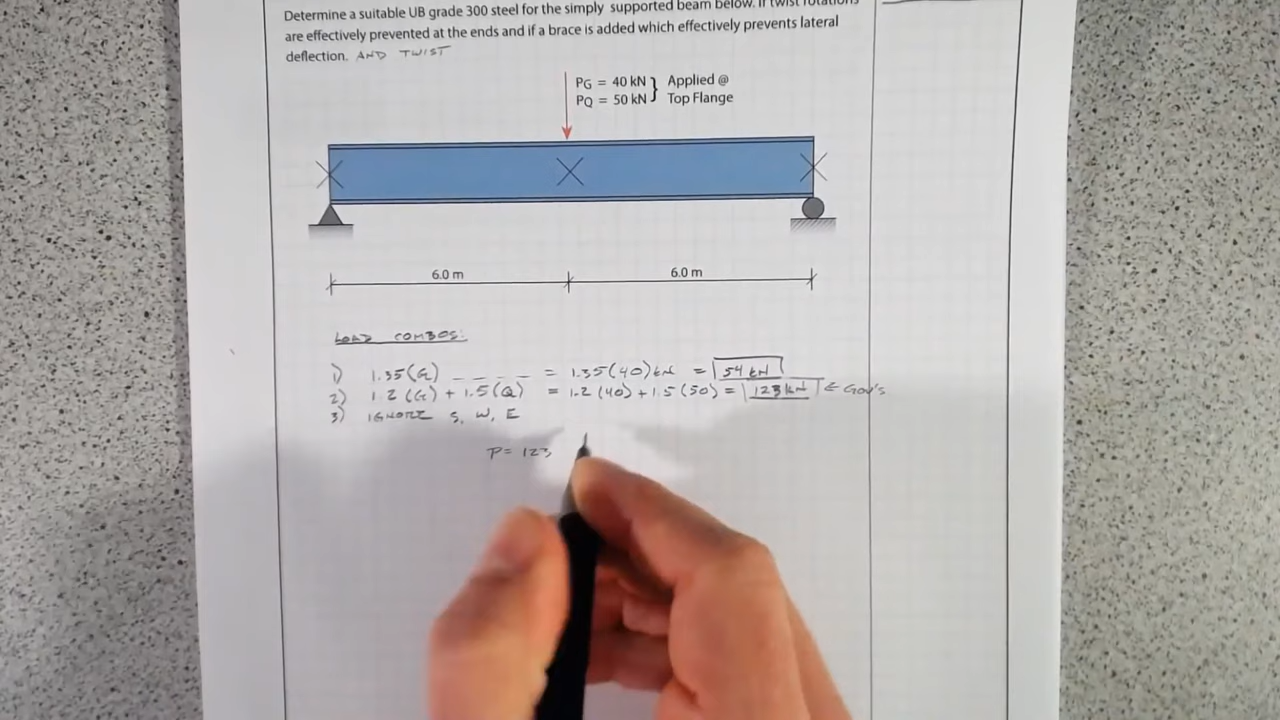 Determine a suitable UB grade 300 steel for the simply supported beam below. If twist rotations
are effectively prevented at the ends and if a brace is added which effectively prevents lateral
deflection. AND TWIST
PG = 40 kN } Applied @
PQ = 50 kN } Top Flange
6.0 m 6.0 m
LOAD COMBOS:
1) 1.35(G) _ _ _ _ = 1.35(40)kN = 54 kN
2) 1.2(G) + 1.5(Q) = 1.2(40)+1.5(50) = 123 kN ← GOV'S
3) IGNORE S, W, E
P = 123